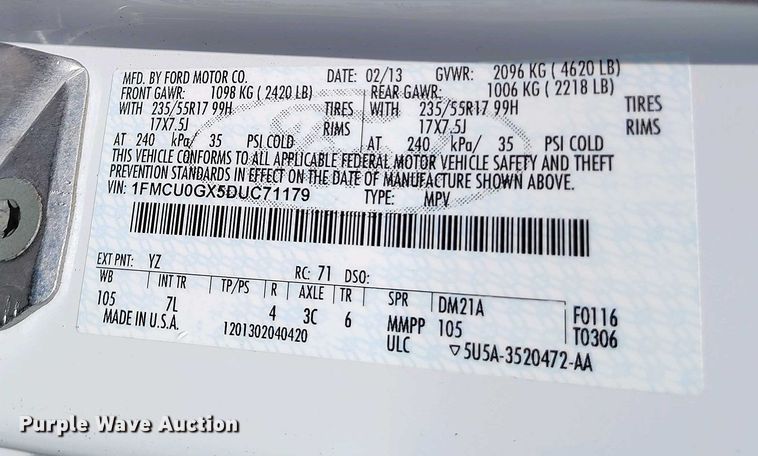 MFD. BY FORD MOTOR CO. DATE: 02/13 GVWR: 2096 KG ( 4620 LB)
FRONT GAWR: 1098 KG ( 2420 LB) REAR GAWR: 1006 KG ( 2218 LB)
WITH 235/55R17 99H TIRES WITH 235/55R17 99H TIRES
17X7.5J RIMS 17X7.5J RIMS
AT 240 kPa/ 35 PSI COLD AT 240 kPa/ 35 PSI COLD
THIS VEHICLE CONFORMS TO ALL APPLICABLE FEDERAL MOTOR VEHICLE SAFETY AND THEFT
PREVENTION STANDARDS IN EFFECT ON THE DATE OF MANUFACTURE SHOWN ABOVE.
VIN: 1FMCU0GX5DUC71179 TYPE: MPV
EXT PNT: YZ RC: 71 DSO:
WB INT TR TP/PS R AXLE TR SPR DM21A F0116
105 7L 4 3C 6 MMPP 105 T0306
MADE IN U.S.A. 1201302040420 ULC ▽5U5A-3520472-AA
Purple Wave Auction